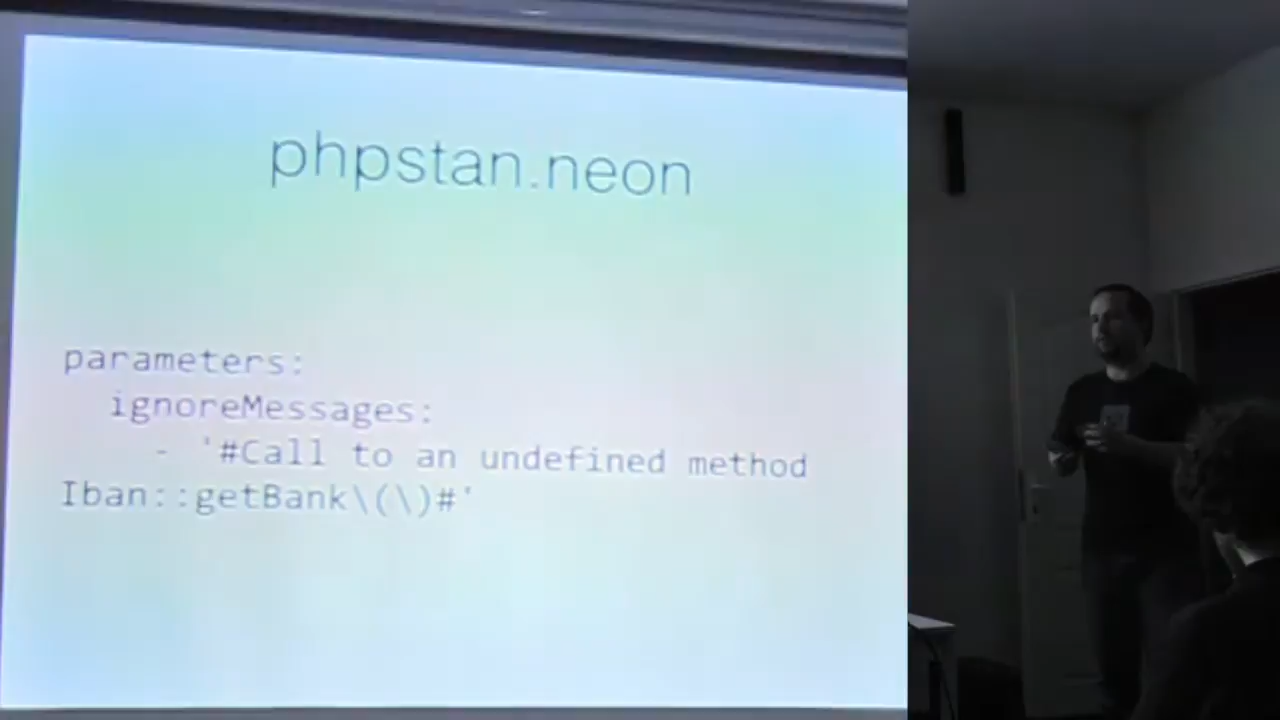 phpstan.neon
parameters:
ignoreMessages:
- '#Call to an undefined method
Iban::getBank\(\)#'